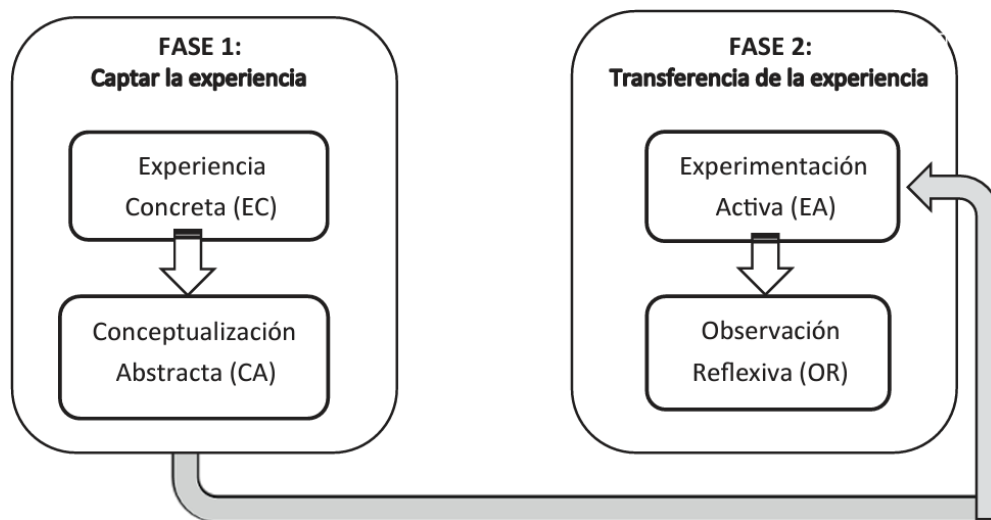 FASE 1:
Captar la experiencia
Experiencia
Concreta (EC)
Conceptualización
Abstracta (CA)
FASE 2:
Transferencia de la experiencia
Experimentación
Activa (EA)
Observación
Reflexiva (OR)